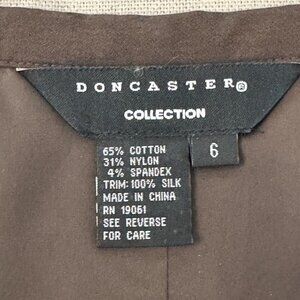 DONCASTER®
COLLECTION
6
65% COTTON
31% NYLON
4% SPANDEX
TRIM:100% SILK
MADE IN CHINA
RN 19061
SEE REVERSE
FOR CARE